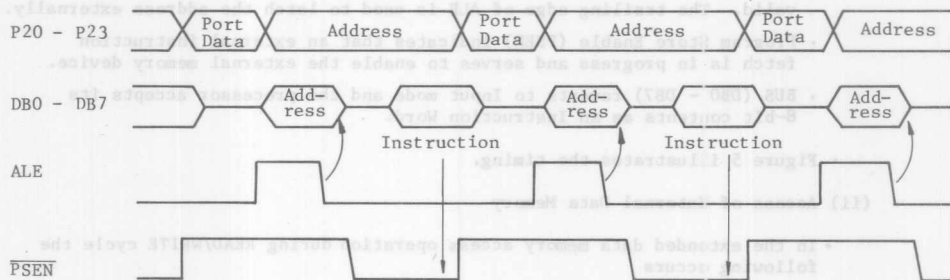 P20 - P23
Port Data
Address
Port Data
Address
Port Data
Address
DB0 - DB7
Add-
ress
Add-
ress
Add-
ress
Instruction
Instruction
ALE
PSEN